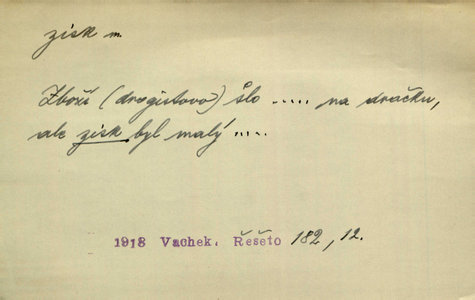 zisk m.
Zboží (drogistovo) šlo ..... na dračku,
ale zisk byl malý .....
1918 Vachek. Řešeto 182, 12.